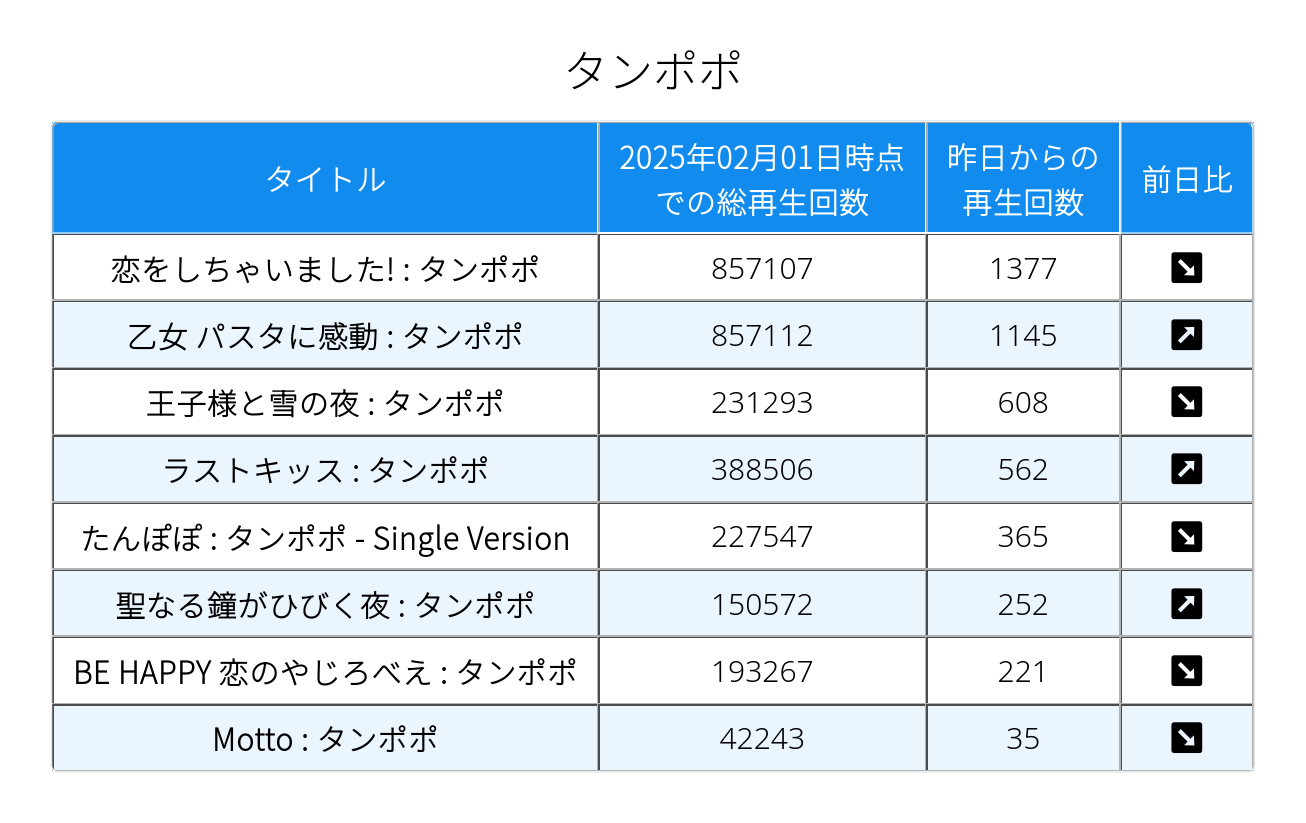 タンポポ
タイトル 2025年02月01日時点 昨日からの 前日比
での総再生回数 再生回数
恋をしちゃいました! : タンポポ 857107 1377 ↘
乙女 パスタに感動 : タンポポ 857112 1145 ↗
王子様と雪の夜 : タンポポ 231293 608 ↘
ラストキッス : タンポポ 388506 562 ↗
たんぽぽ : タンポポ - Single Version 227547 365 ↘
聖なる鐘がひびく夜 : タンポポ 150572 252 ↗
BE HAPPY 恋のやじろべえ : タンポポ 193267 221 ↘
Motto : タンポポ 42243 35 ↘